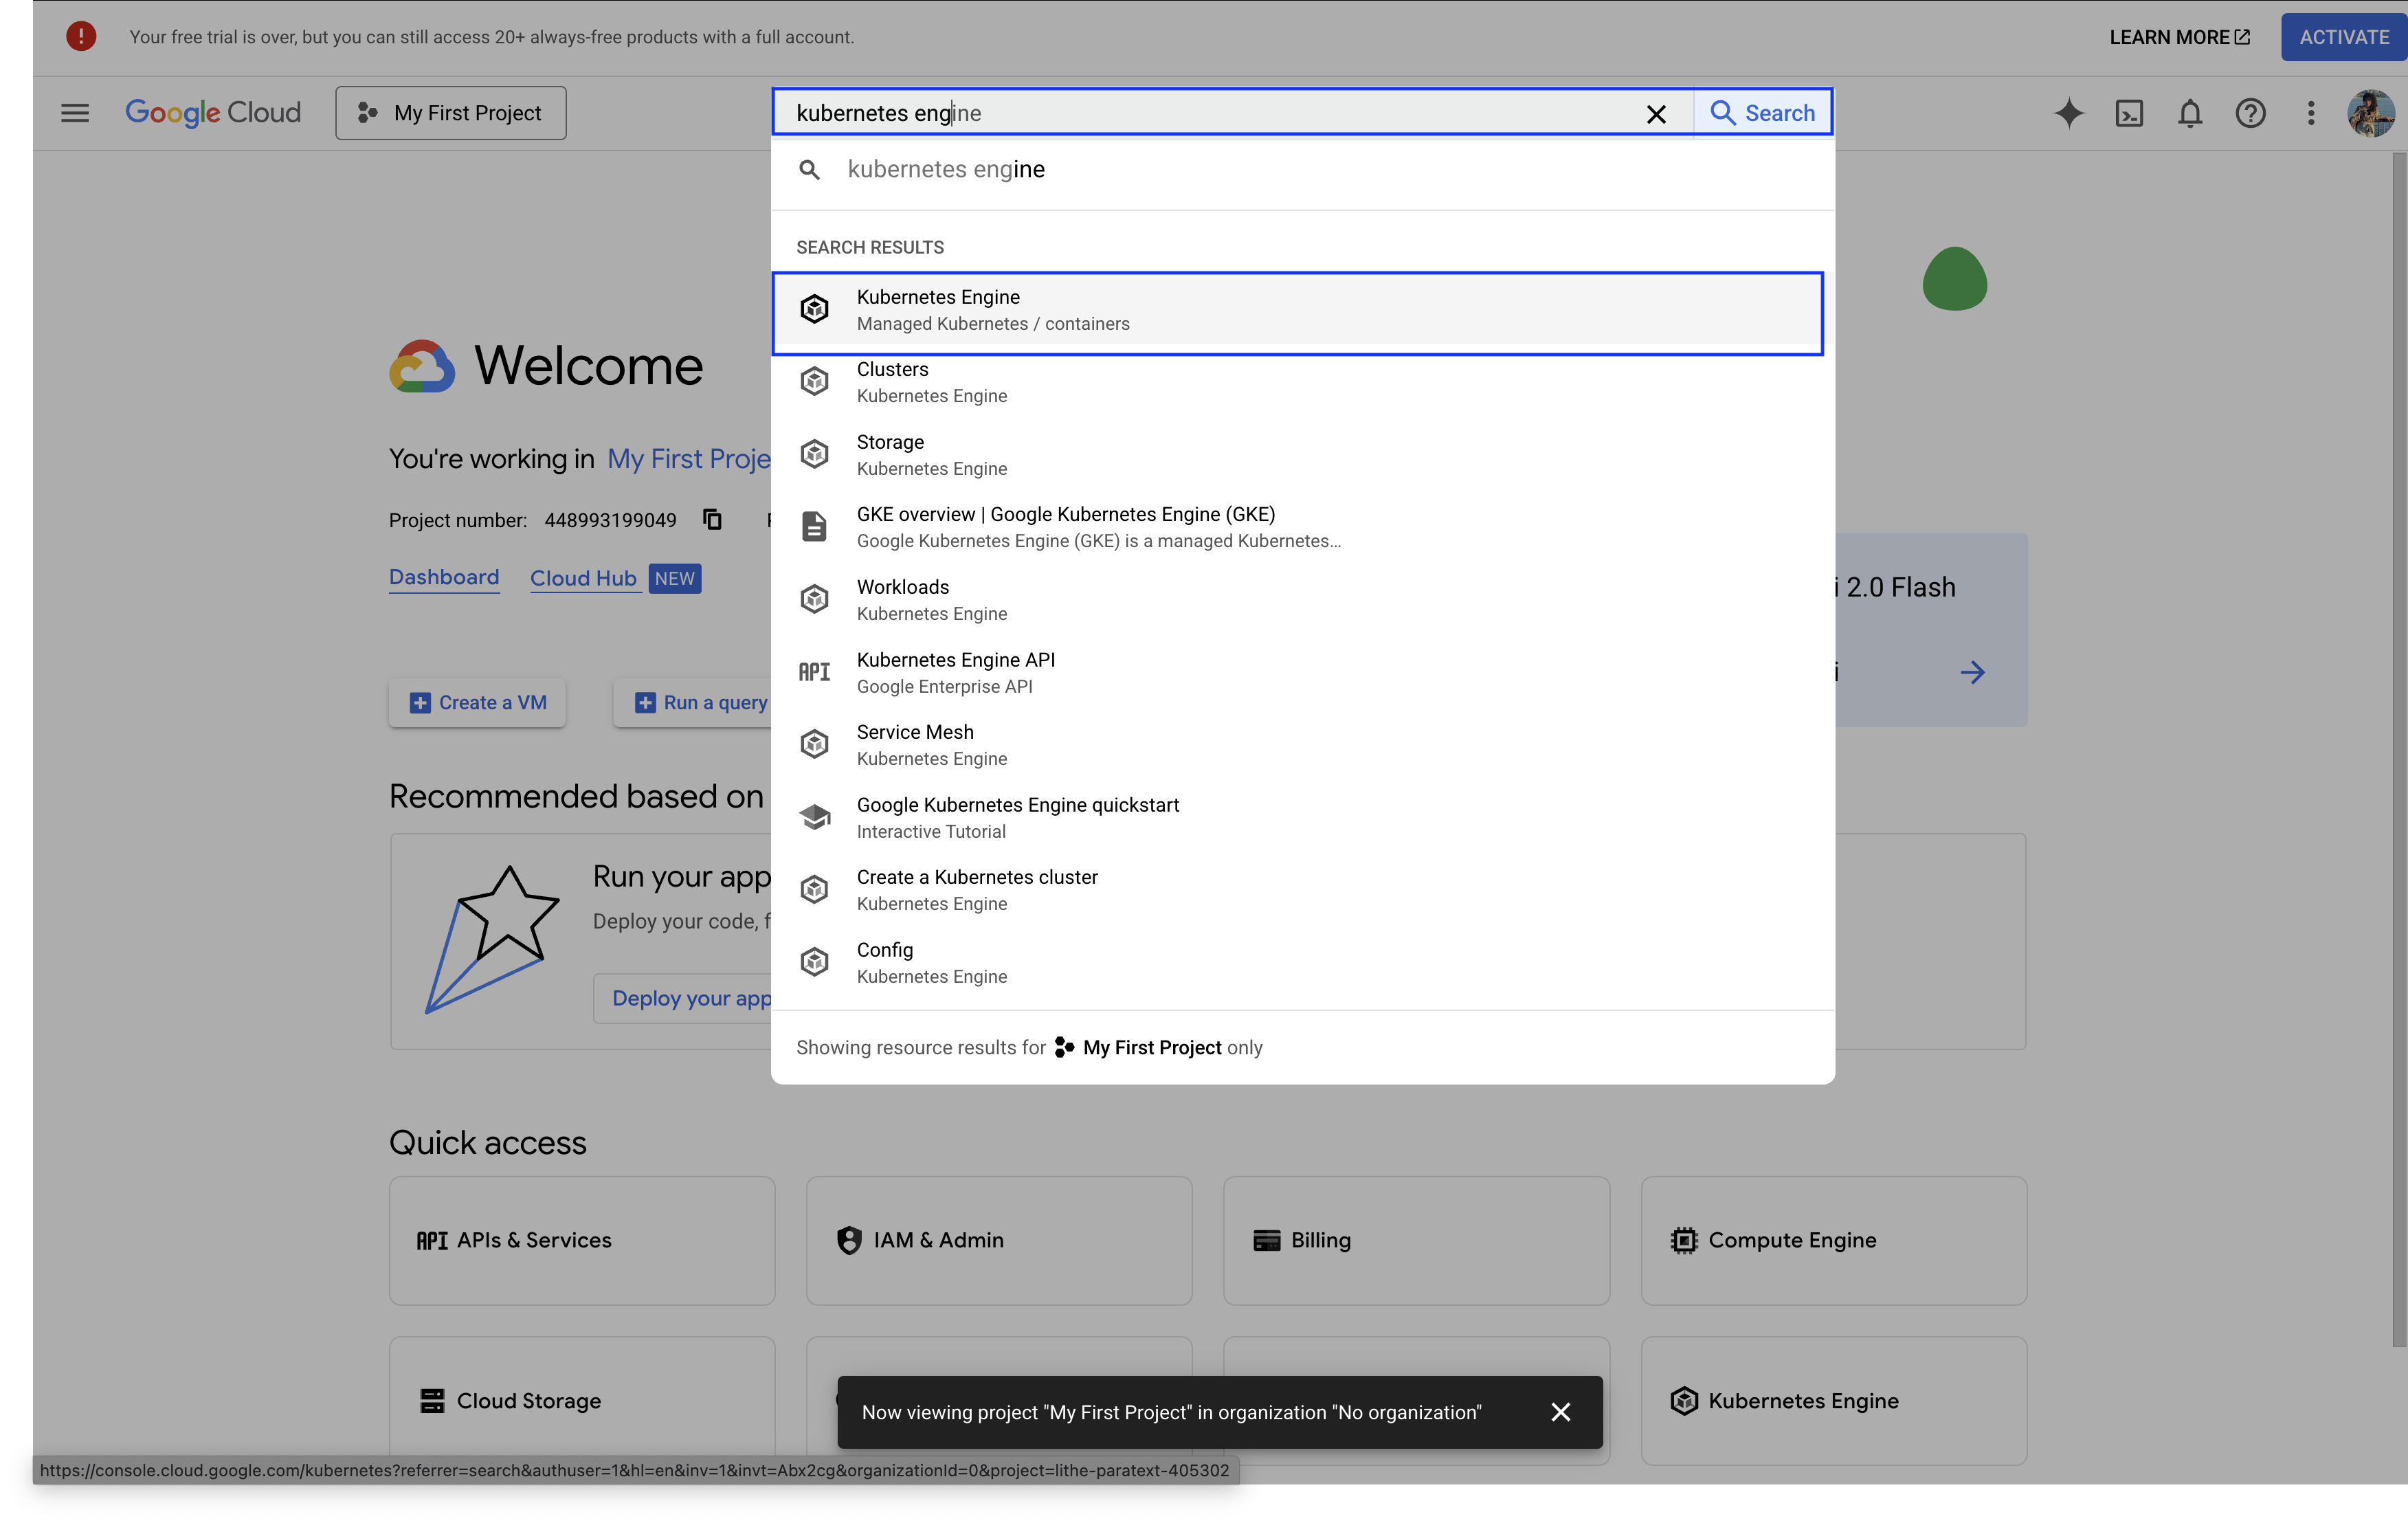 Your free trial is over, but you can still access 20+ always-free products with a full account.
LEARN MORE
ACTIVATE
Google Cloud
My First Project
kubernetes engine
Search
kubernetes engine
SEARCH RESULTS
Kubernetes Engine
Managed Kubernetes / containers
Clusters
Kubernetes Engine
Storage
Kubernetes Engine
GKE overview | Google Kubernetes Engine (GKE)
Google Kubernetes Engine (GKE) is a managed Kubernetes…
Workloads
Kubernetes Engine
API
Kubernetes Engine API
Google Enterprise API
Service Mesh
Kubernetes Engine
Google Kubernetes Engine quickstart
Interactive Tutorial
Create a Kubernetes cluster
Kubernetes Engine
Config
Kubernetes Engine
Showing resource results for My First Project only
Welcome
You're working in My First Proje
Project number: 448993199049
Dashboard
Cloud Hub NEW
i 2.0 Flash
Create a VM
Run a query
Recommended based on
Run your app
Deploy your code, f
Deploy your app
Quick access
API APIs & Services
IAM & Admin
Billing
Compute Engine
Cloud Storage
Kubernetes Engine
Now viewing project "My First Project" in organization "No organization"
https://console.cloud.google.com/kubernetes?referrer=search&authuser=1&hl=en&inv=1&invt=Abx2cg&organizationId=0&project=lithe-paratext-405302